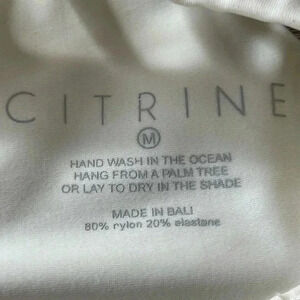 CITRINE
M
HAND WASH IN THE OCEAN
HANG FROM A PALM TREE
OR LAY TO DRY IN THE SHADE
MADE IN BALI
80% nylon 20% elastane